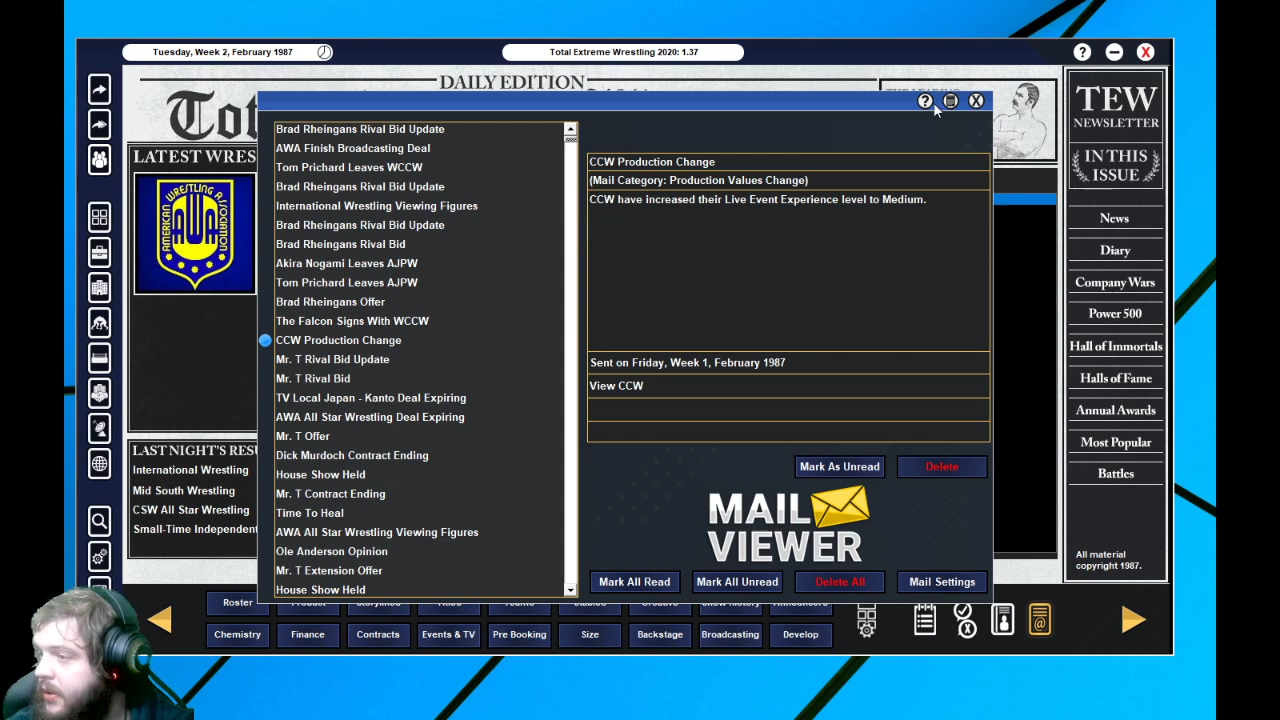 Tuesday, Week 2, February 1987
Total Extreme Wrestling 2020: 1.37
DAILY EDITION
LATEST WRES
AMERICAN WRESTLING ASSOCIATION
AWA
LAST NIGHT'S RESU
International Wrestling
Mid South Wrestling
CSW All Star Wrestling
Small-Time Independent
Brad Rheingans Rival Bid Update
AWA Finish Broadcasting Deal
Tom Prichard Leaves WCCW
Brad Rheingans Rival Bid Update
International Wrestling Viewing Figures
Brad Rheingans Rival Bid Update
Brad Rheingans Rival Bid
Akira Nogami Leaves AJPW
Tom Prichard Leaves AJPW
Brad Rheingans Offer
The Falcon Signs With WCCW
CCW Production Change
Mr. T Rival Bid Update
Mr. T Rival Bid
TV Local Japan - Kanto Deal Expiring
AWA All Star Wrestling Deal Expiring
Mr. T Offer
Dick Murdoch Contract Ending
House Show Held
Mr. T Contract Ending
Time To Heal
AWA All Star Wrestling Viewing Figures
Ole Anderson Opinion
Mr. T Extension Offer
House Show Held
CCW Production Change
(Mail Category: Production Values Change)
CCW have increased their Live Event Experience level to Medium.
Sent on Friday, Week 1, February 1987
View CCW
Mark As Unread
Delete
MAIL
VIEWER
Mark All Read
Mark All Unread
Delete All
Mail Settings
TEW
NEWSLETTER
IN THIS
ISSUE
News
Diary
Company Wars
Power 500
Hall of Immortals
Halls of Fame
Annual Awards
Most Popular
Battles
All material
copyright 1987.
Roster
Chemistry
Finance
Contracts
Events & TV
Pre Booking
Size
Backstage
Broadcasting
Develop